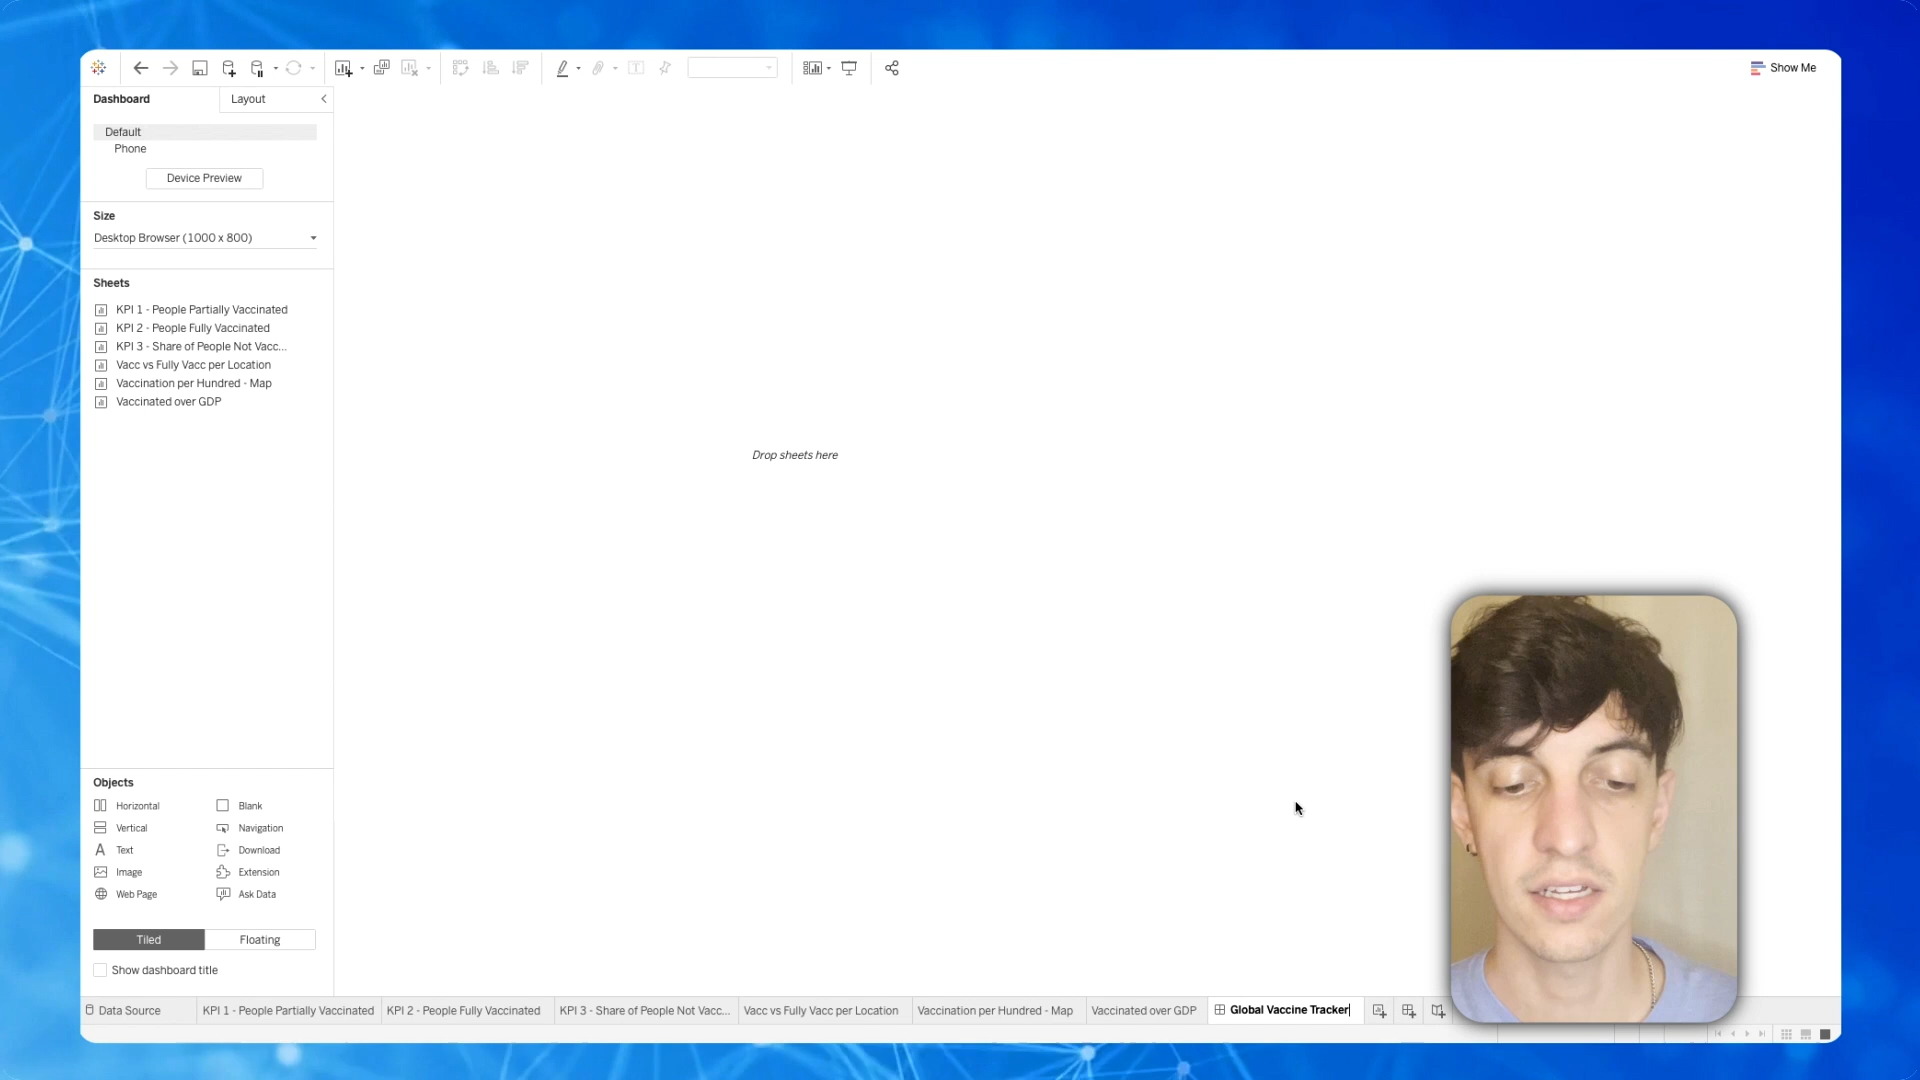 Show Me
Dashboard
Layout
Default
Phone
Device Preview
Size
Desktop Browser (1000 x 800)
Sheets
KPI 1 - People Partially Vaccinated
KPI 2 - People Fully Vaccinated
KPI 3 - Share of People Not Vacc...
Vacc vs Fully Vacc per Location
Vaccination per Hundred - Map
Vaccinated over GDP
Drop sheets here
Objects
Horizontal
Blank
Vertical
Navigation
Text
Download
Image
Extension
Web Page
Ask Data
Tiled
Floating
Show dashboard title
Data Source
KPI 1 - People Partially Vaccinated
KPI 2 - People Fully Vaccinated
KPI 3 - Share of People Not Vacc...
Vacc vs Fully Vacc per Location
Vaccination per Hundred - Map
Vaccinated over GDP
Global Vaccine Tracker